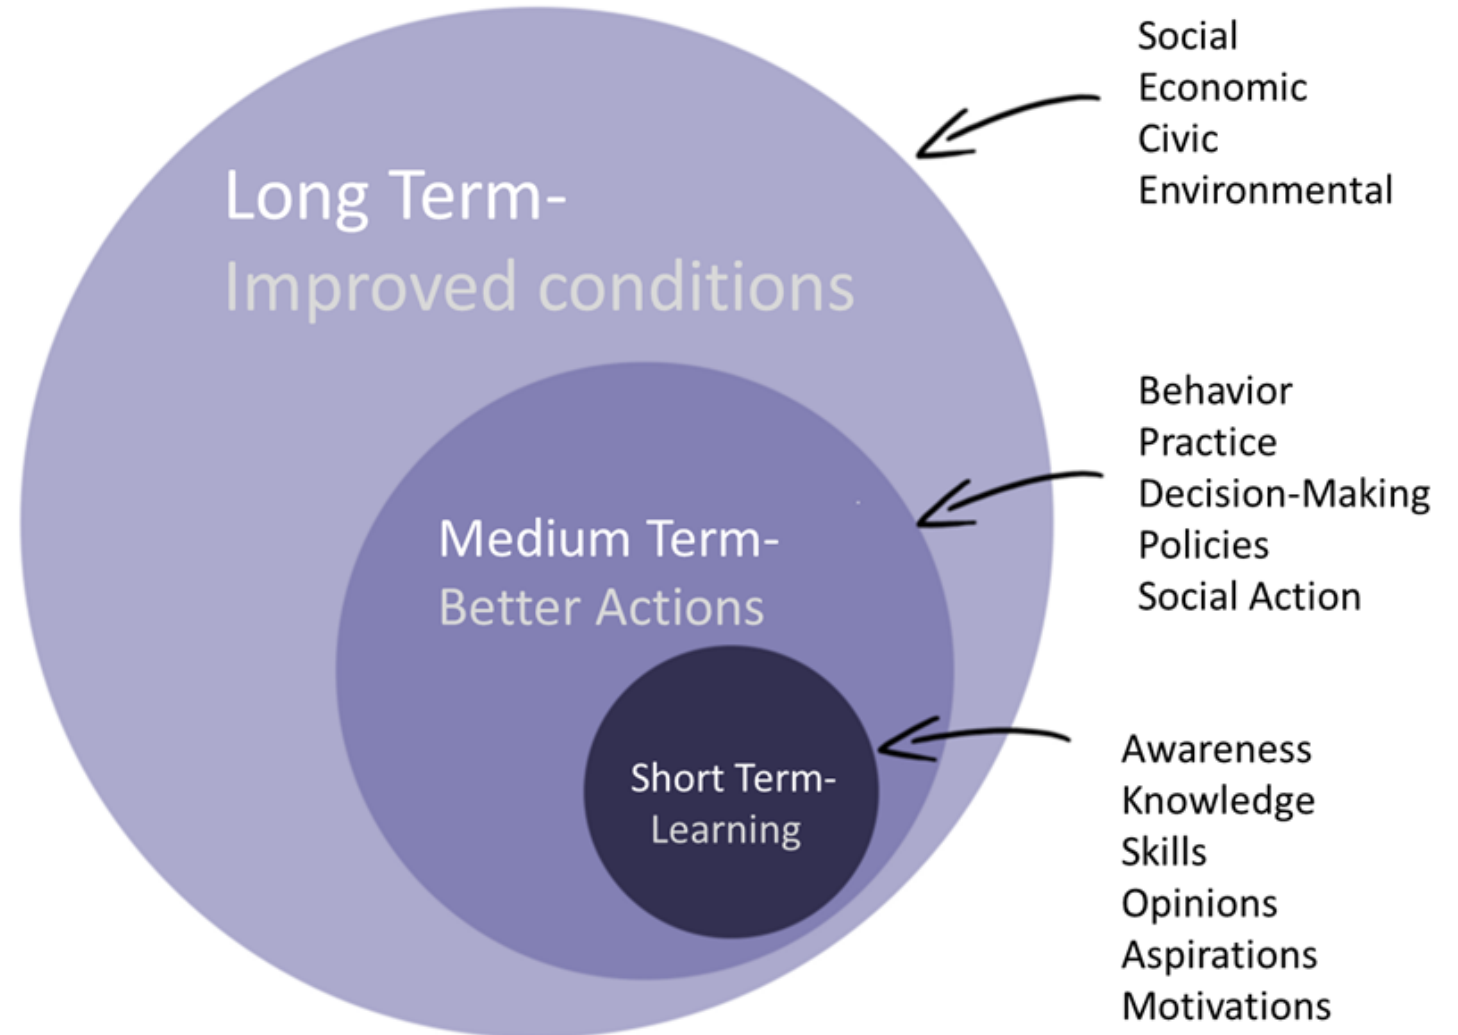 Social
Economic
Civic
Environmental
Long Term-
Improved conditions
Behavior
Practice
Decision-Making
Policies
Social Action
Medium Term-
Better Actions
Awareness
Knowledge
Skills
Opinions
Aspirations
Motivations
Short Term-
Learning